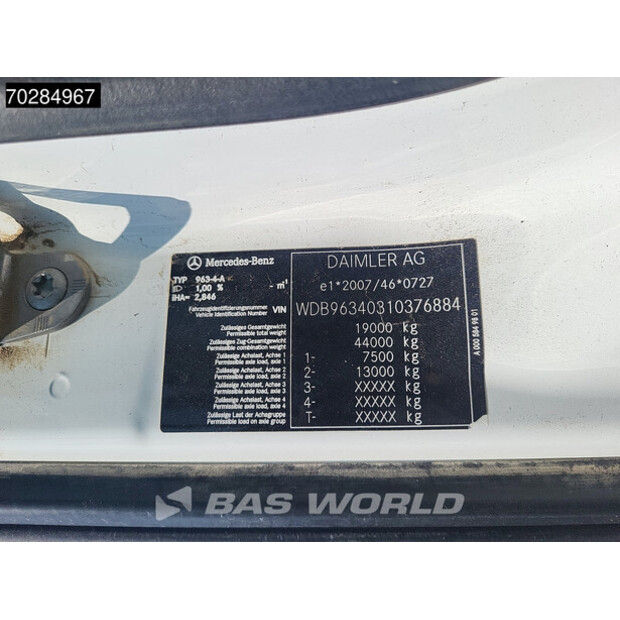 70284967
Mercedes-Benz
TYP 963-4-A
1,00 % - m¹
IHA= 2,846
Fahrzeugidentifizierungsnummer
Vehicle Identification Number VIN
Zulässiges Gesamtgewicht
Permissible total weight
Zulässiges Zug-Gesamtgewicht
Permissible combination weight
Zulässige Achslast, Achse 1
Permissible axle load, axle 1
Zulässige Achslast, Achse 2
Permissible axle load, axle 2
Zulässige Achslast, Achse 3
Permissible axle load, axle 3
Zulässige Achslast, Achse 4
Permissible axle load, axle 4
Zulässige Last der Achsgruppe
Permissible load on axle group
DAIMLER AG
e1*2007/46*0727
WDB96340310376884
19000 kg
44000 kg
1- 7500 kg
2- 13000 kg
3- XXXXX kg
4- XXXXX kg
T- XXXXX kg
A 000 584 98 01
BAS WORLD